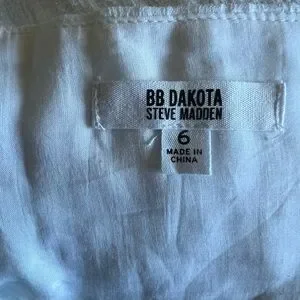 BB DAKOTA
STEVE MADDEN
6
MADE IN
CHINA